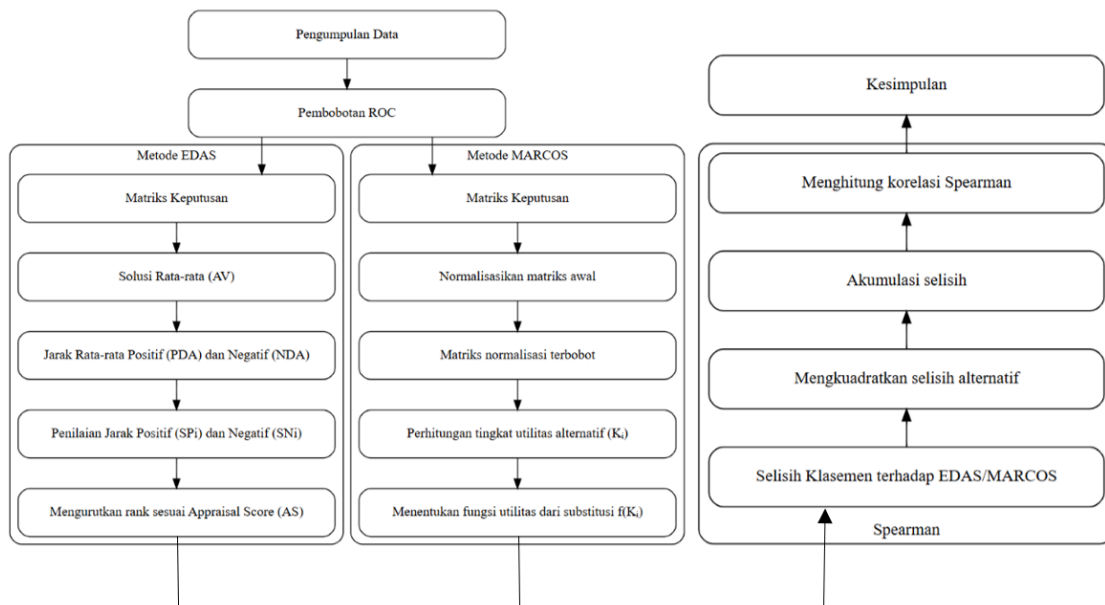 Pengumpulan Data
Pembobotan ROC
Metode EDAS
Matriks Keputusan
Solusi Rata-rata (AV)
Jarak Rata-rata Positif (PDA) dan Negatif (NDA)
Penilaian Jarak Positif (SPi) dan Negatif (SNi)
Mengurutkan rank sesuai Appraisal Score (AS)
Metode MARCOS
Matriks Keputusan
Normalisasikan matriks awal
Matriks normalisasi terbobot
Perhitungan tingkat utilitas alternatif (Kᵢ)
Menentukan fungsi utilitas dari substitusi f(Kᵢ)
Kesimpulan
Menghitung korelasi Spearman
Akumulasi selisih
Mengkuadratkan selisih alternatif
Selisih Klasemen terhadap EDAS/MARCOS
Spearman